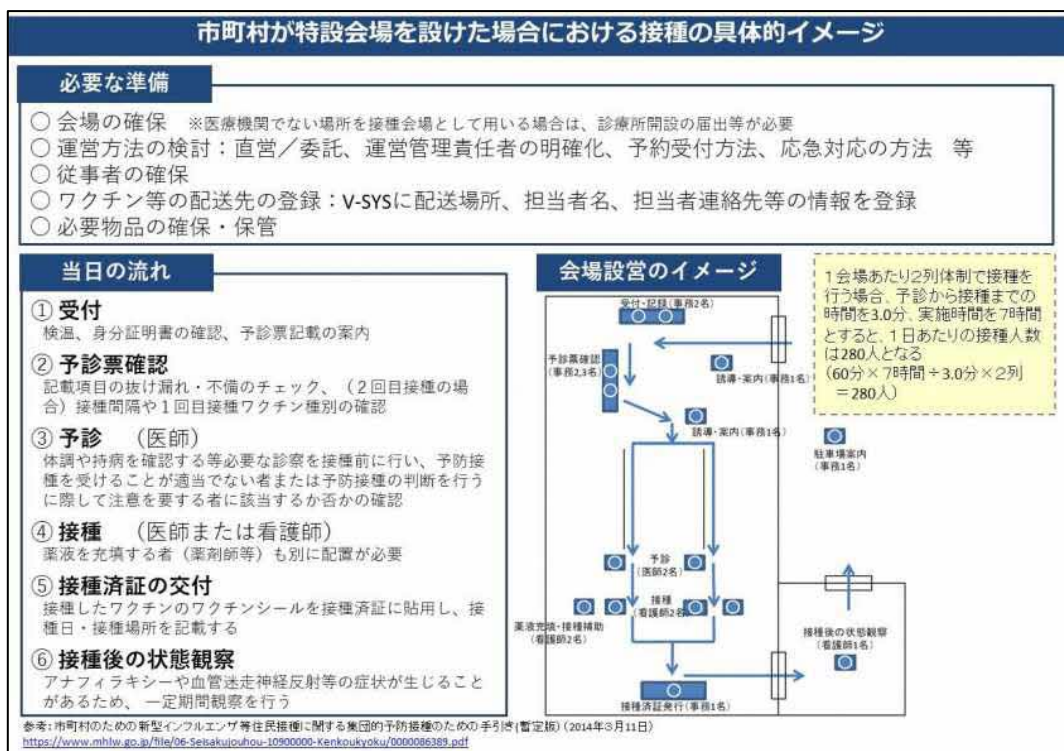 市町村が特設会場を設けた場合における接種の具体的イメージ
必要な準備
○ 会場の確保　※医療機関でない場所を接種会場として用いる場合は、診療所開設の届出等が必要
○ 運営方法の検討：直営／委託、運営管理責任者の明確化、予約受付方法、応急対応の方法　等
○ 従事者の確保
○ ワクチン等の配送先の登録：V-SYSに配送場所、担当者名、担当者連絡先等の情報を登録
○ 必要物品の確保・保管
当日の流れ
① 受付
検温、身分証明書の確認、予診票記載の案内
② 予診票確認
記載項目の抜け漏れ・不備のチェック、（２回目接種の場
合）接種間隔や１回目接種ワクチン種別の確認
③ 予診　（医師）
体調や持病を確認する等必要な診察を接種前に行い、予防接
種を受けることが適当でない者または予防接種の判断を行う
に際して注意を要する者に該当するか否かの確認
④ 接種　（医師または看護師）
薬液を充填する者（薬剤師等）も別に配置が必要
⑤ 接種済証の交付
接種したワクチンのワクチンシールを接種済証に貼用し、接
種日・接種場所を記載する
⑥ 接種後の状態観察
アナフィラキシーや血管迷走神経反射等の症状が生じること
があるため、一定期間観察を行う
会場設営のイメージ
受付・記録(事務2名)
予診票確認
(事務2,3名)
誘導・案内(事務1名)
誘導・案内(事務1名)
駐車場案内
(事務1名)
予診
(医師2名)
接種
(看護師2名)
薬液充填・接種補助
(看護師2名)
接種後の状態観察
(看護師1名)
接種済証発行(事務1名)
１会場あたり２列体制で接種を
行う場合、予診から接種までの
時間を3.0分、実施時間を７時間
とすると、１日あたりの接種人数
は280人となる
(60分×７時間÷3.0分×２列
＝280人)
参考：市町村のための新型インフルエンザ等住民接種に関する集団的予防接種のための手引き(暫定版)（2014年３月11日）
https://www.mhlw.go.jp/file/06-Seisakujouhou-10900000-Kenkoukyoku/0000086389.pdf